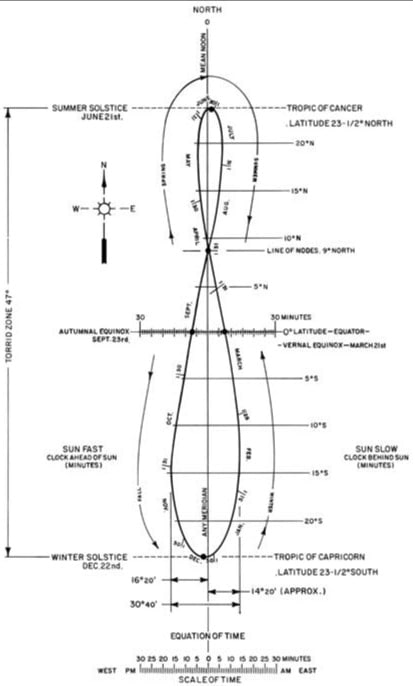 NORTH
0
MEAN NOON
SUMMER SOLSTICE
JUNE 21st.
TROPIC OF CANCER
.LATITUDE 23-1/2° NORTH
JUNE
JULY
20°N
MAY
SPRING
SUMMER
N
W
E
15°N
AUG.
APRIL
10°N
LINE OF NODES, 9° NORTH
5°N
SEPT.
TORRID ZONE 47°
30
30 MINUTES
AUTUMNAL EQUINOX
SEPT. 23rd.
0° LATITUDE-EQUATOR-
-VERNAL EQUINOX-MARCH 21st
MARCH
5°S
OCT.
10°S
SUN FAST
CLOCK AHEAD OF SUN
(MINUTES)
SUN SLOW
CLOCK BEHIND SUN
(MINUTES)
FEB.
15°S
FALL
NOV.
ANY MERIDIAN
WINTER
JAN.
20°S
DEC.
WINTER SOLSTICE
DEC. 22nd.
TROPIC OF CAPRICORN
.LATITUDE 23-1/2° SOUTH
16°20'
14°20' (APPROX.)
30°40'
EQUATION OF TIME
30 25 20 15 10 5 0 5 10 15 20 25 30 MINUTES
WEST PM AM EAST
SCALE OF TIME